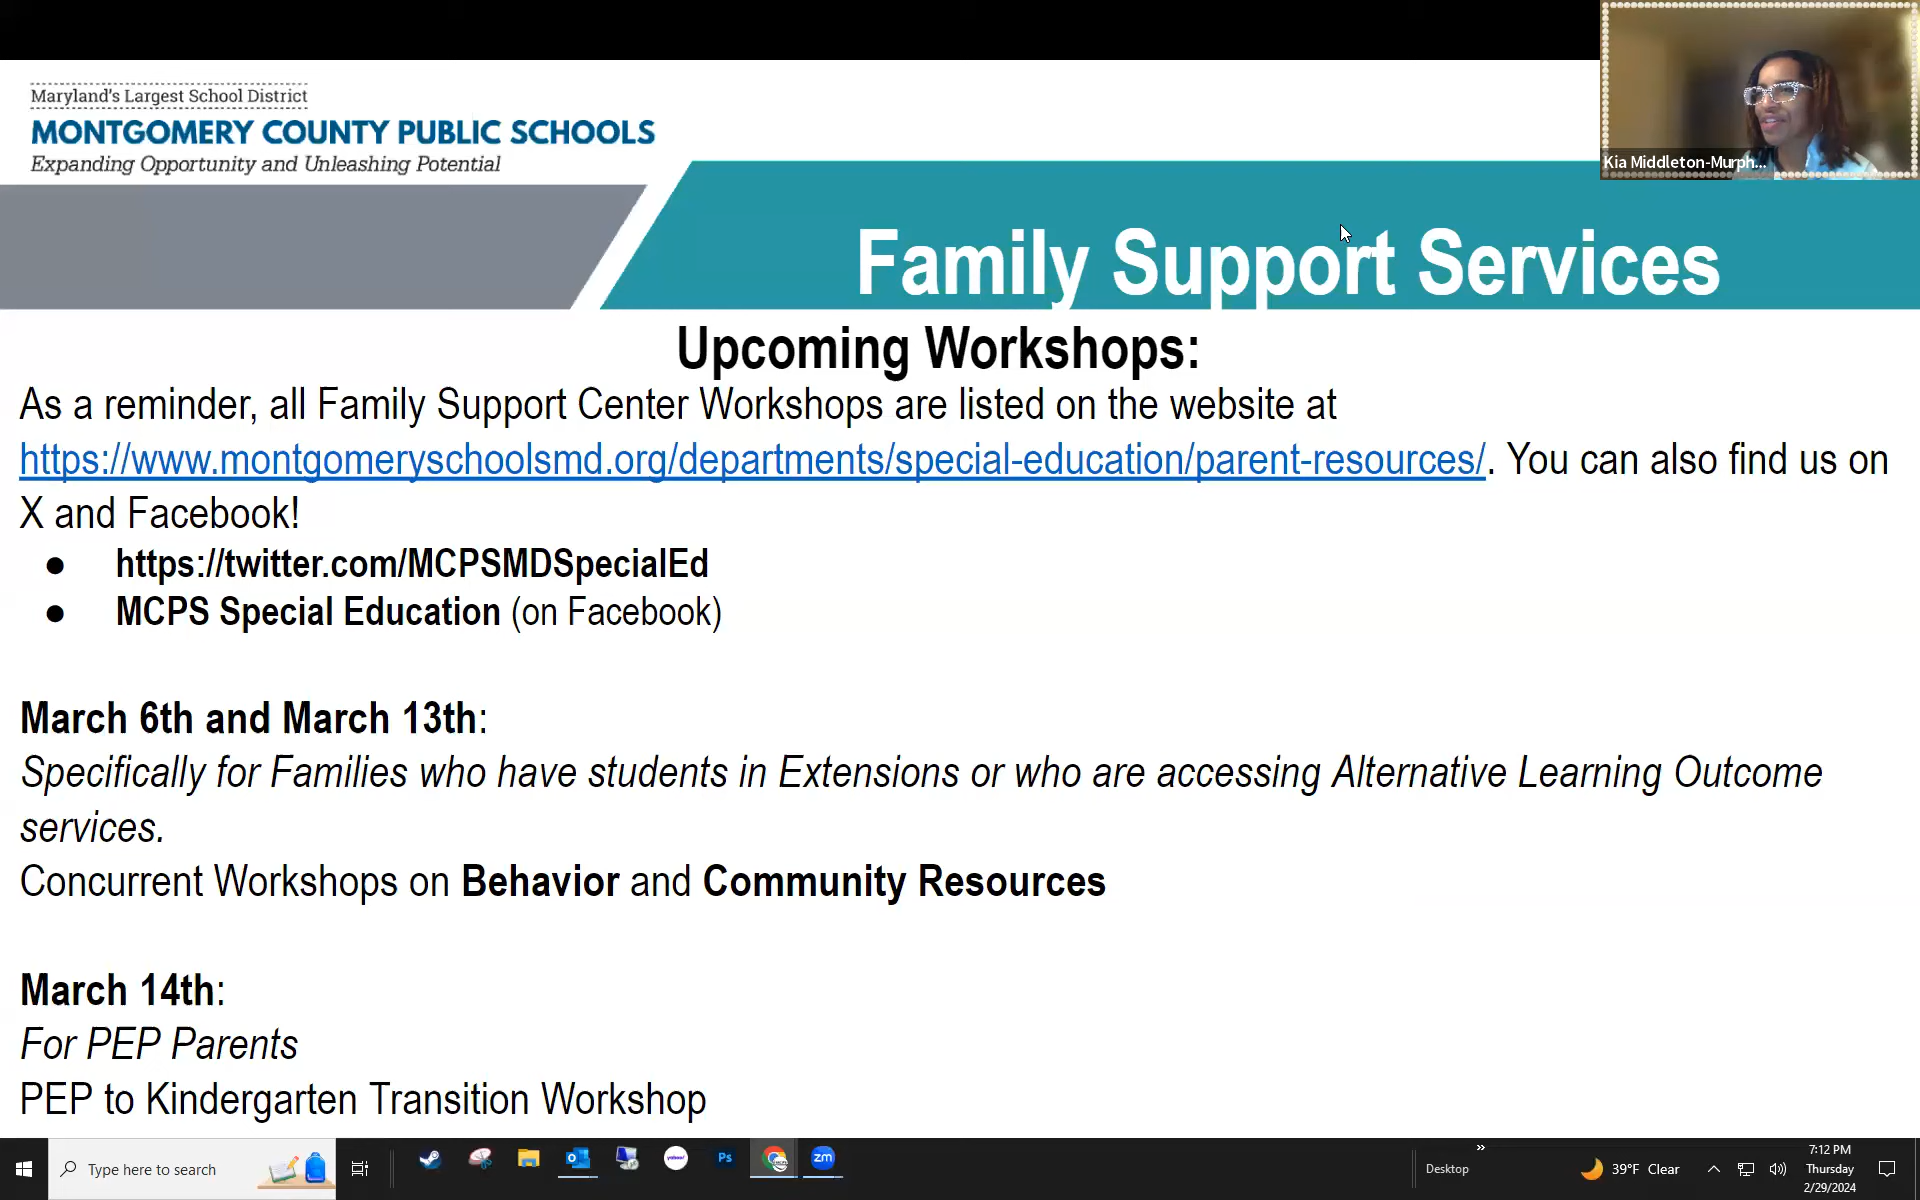 Maryland's Largest School District
MONTGOMERY COUNTY PUBLIC SCHOOLS
Expanding Opportunity and Unleashing Potential
Kia Middleton-Murph...
Family Support Services
Upcoming Workshops:
As a reminder, all Family Support Center Workshops are listed on the website at
https://www.montgomeryschoolsmd.org/departments/special-education/parent-resources/. You can also find us on
X and Facebook!
● https://twitter.com/MCPSMDSpecialEd
● MCPS Special Education (on Facebook)
March 6th and March 13th:
Specifically for Families who have students in Extensions or who are accessing Alternative Learning Outcome
services.
Concurrent Workshops on Behavior and Community Resources
March 14th:
For PEP Parents
PEP to Kindergarten Transition Workshop
Type here to search
yahoo!
Ps
zm
Desktop
»
39°F Clear
7:12 PM
Thursday
2/29/2024